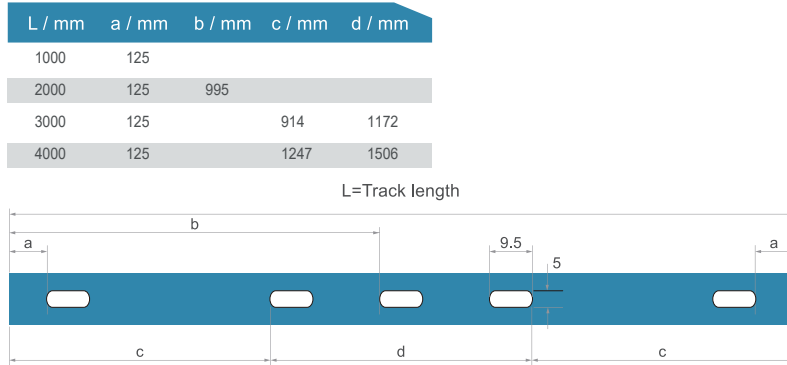 L / mm a / mm b / mm c / mm d / mm
1000 125
2000 125 995
3000 125 914 1172
4000 125 1247 1506
L=Track length
b
a 9.5 a
5
c d c